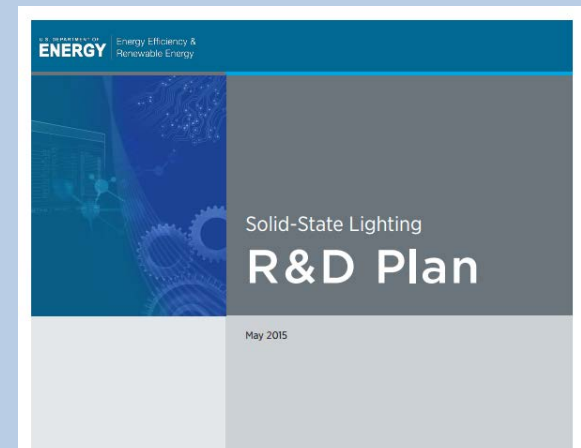 U.S. DEPARTMENT OF
ENERGY
Energy Efficiency &
Renewable Energy
Solid-State Lighting
R&D Plan
May 2015